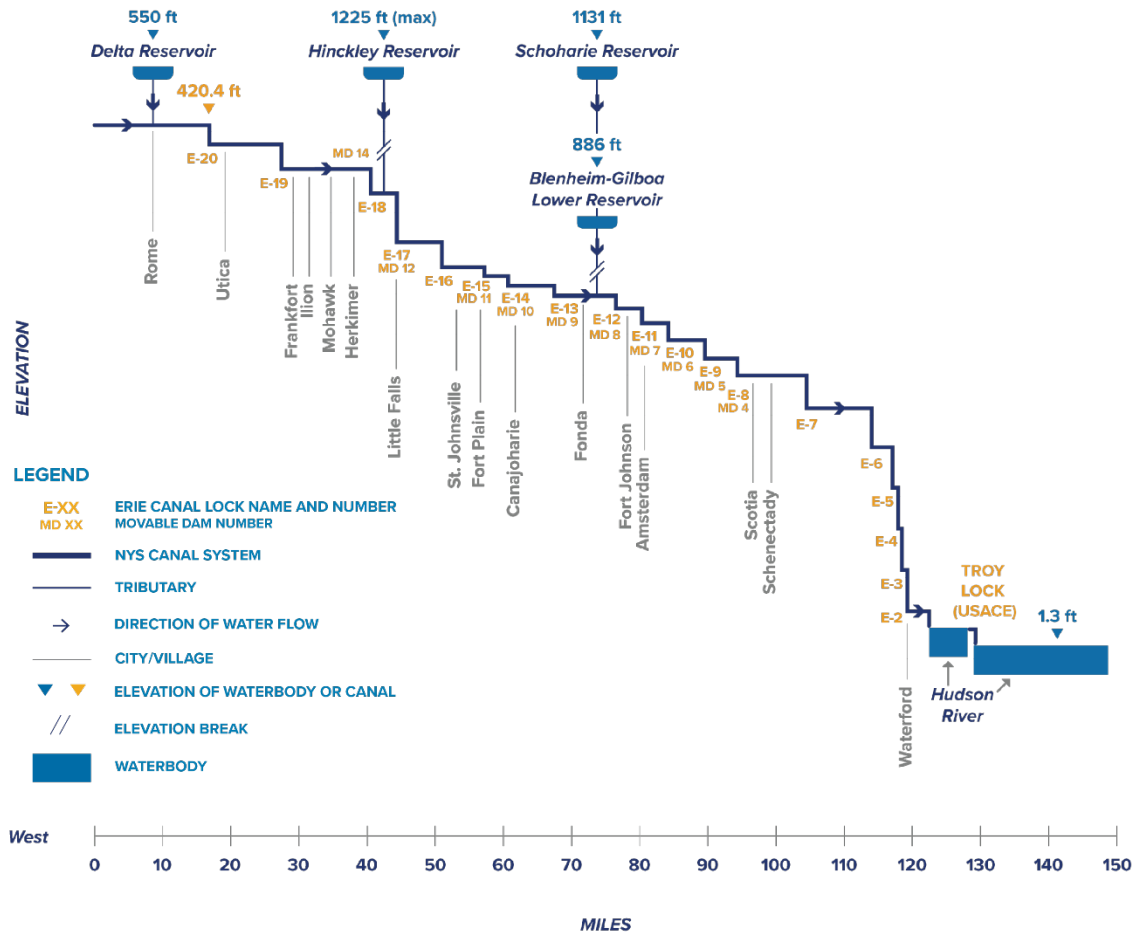 550 ft
Delta Reservoir
1225 ft (max)
Hinckley Reservoir
1131 ft
Schoharie Reservoir
420.4 ft
886 ft
Blenheim-Gilboa
Lower Reservoir
E-20
E-19
MD 14
E-18
E-17
MD 12
E-16
E-15
MD 11
E-14
MD 10
E-13
MD 9
E-12
MD 8
E-11
MD 7
E-10
MD 6
E-9
MD 5
E-8
MD 4
E-7
E-6
E-5
E-4
E-3
E-2
TROY
LOCK
(USACE)
1.3 ft
Hudson
River
Rome
Utica
Frankfort
Ilion
Mohawk
Herkimer
Little Falls
St. Johnsville
Fort Plain
Canajoharie
Fonda
Fort Johnson
Amsterdam
Scotia
Schenectady
Waterford
ELEVATION
LEGEND
E-XX
MD XX
ERIE CANAL LOCK NAME AND NUMBER
MOVABLE DAM NUMBER
NYS CANAL SYSTEM
TRIBUTARY
DIRECTION OF WATER FLOW
CITY/VILLAGE
ELEVATION OF WATERBODY OR CANAL
ELEVATION BREAK
WATERBODY
West
0 10 20 30 40 50 60 70 80 90 100 110 120 130 140 150
MILES